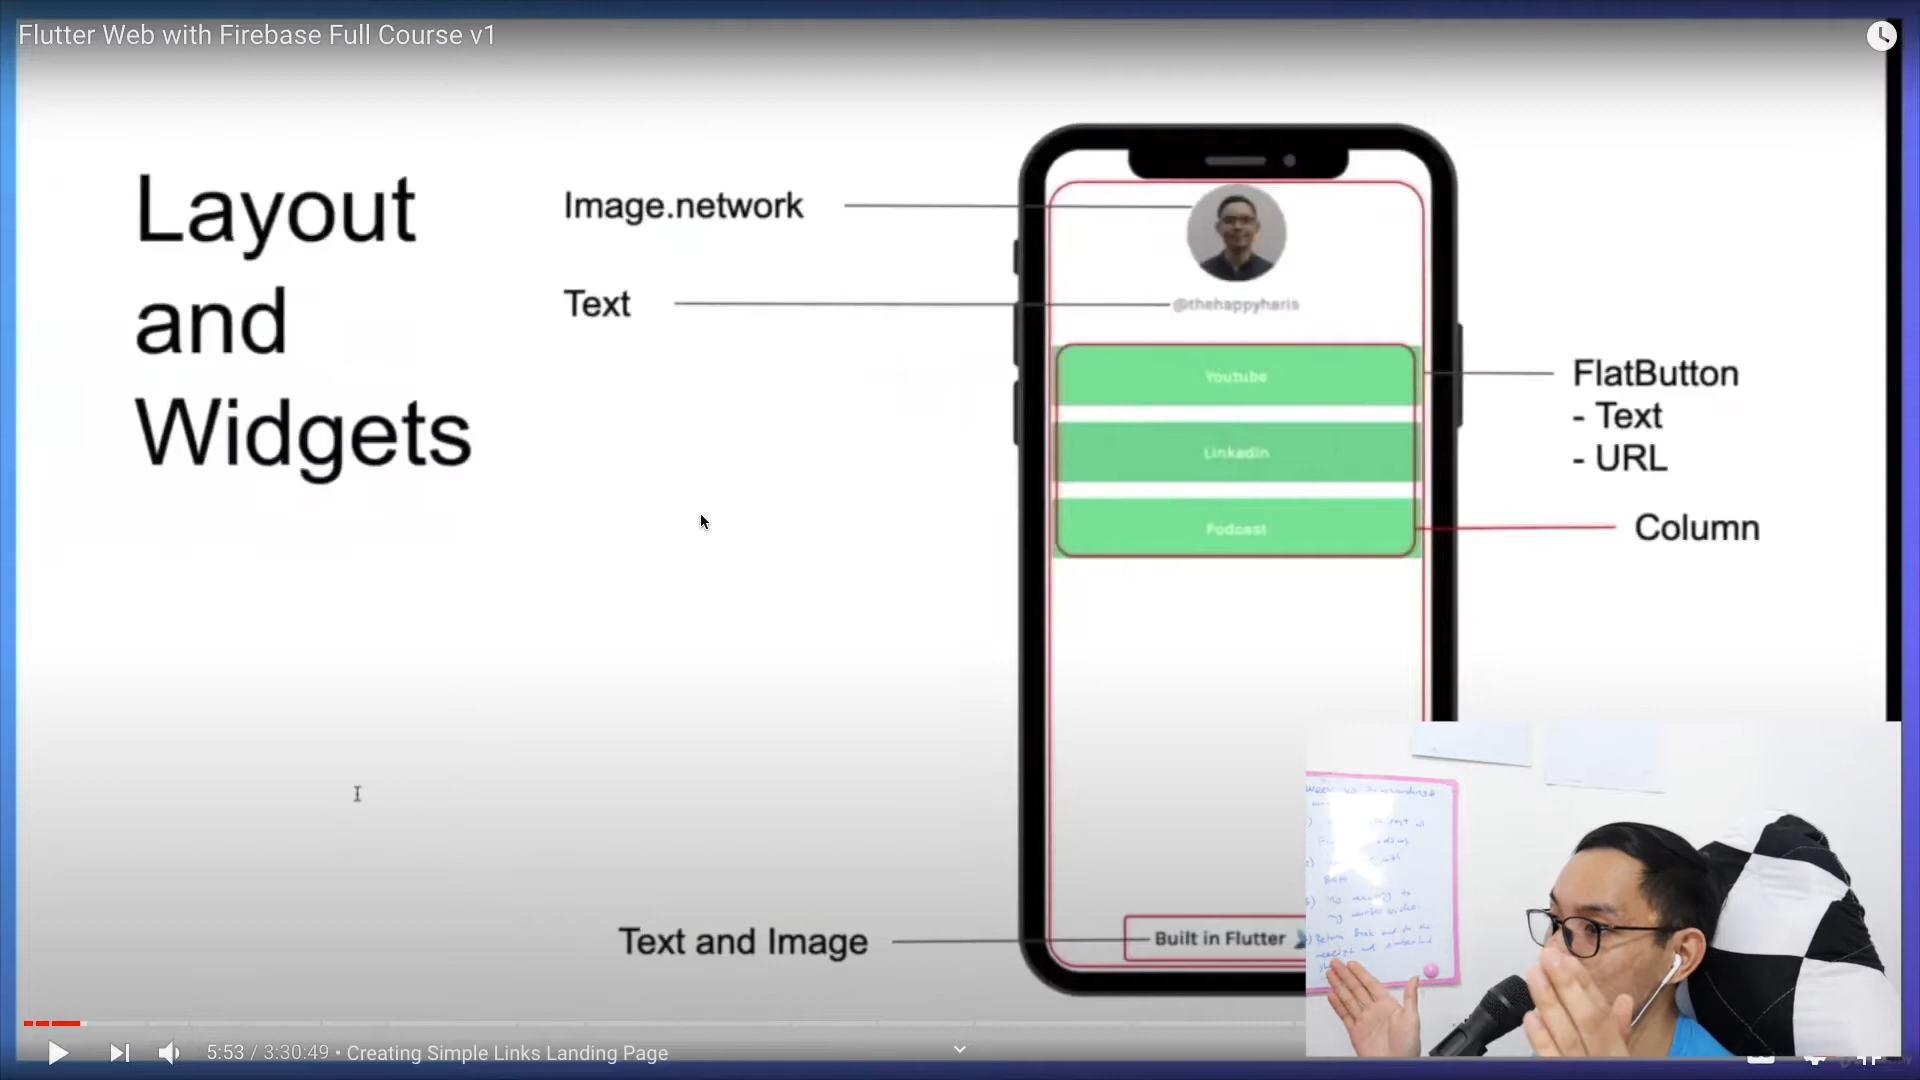 Flutter Web with Firebase Full Course v1
Layout
and
Widgets
Image.network
Text
@thehappyharis
Youtube
Linkedin
Podcast
FlatButton
- Text
- URL
Column
Text and Image
Built in Flutter
5:53 / 3:30:49 • Creating Simple Links Landing Page